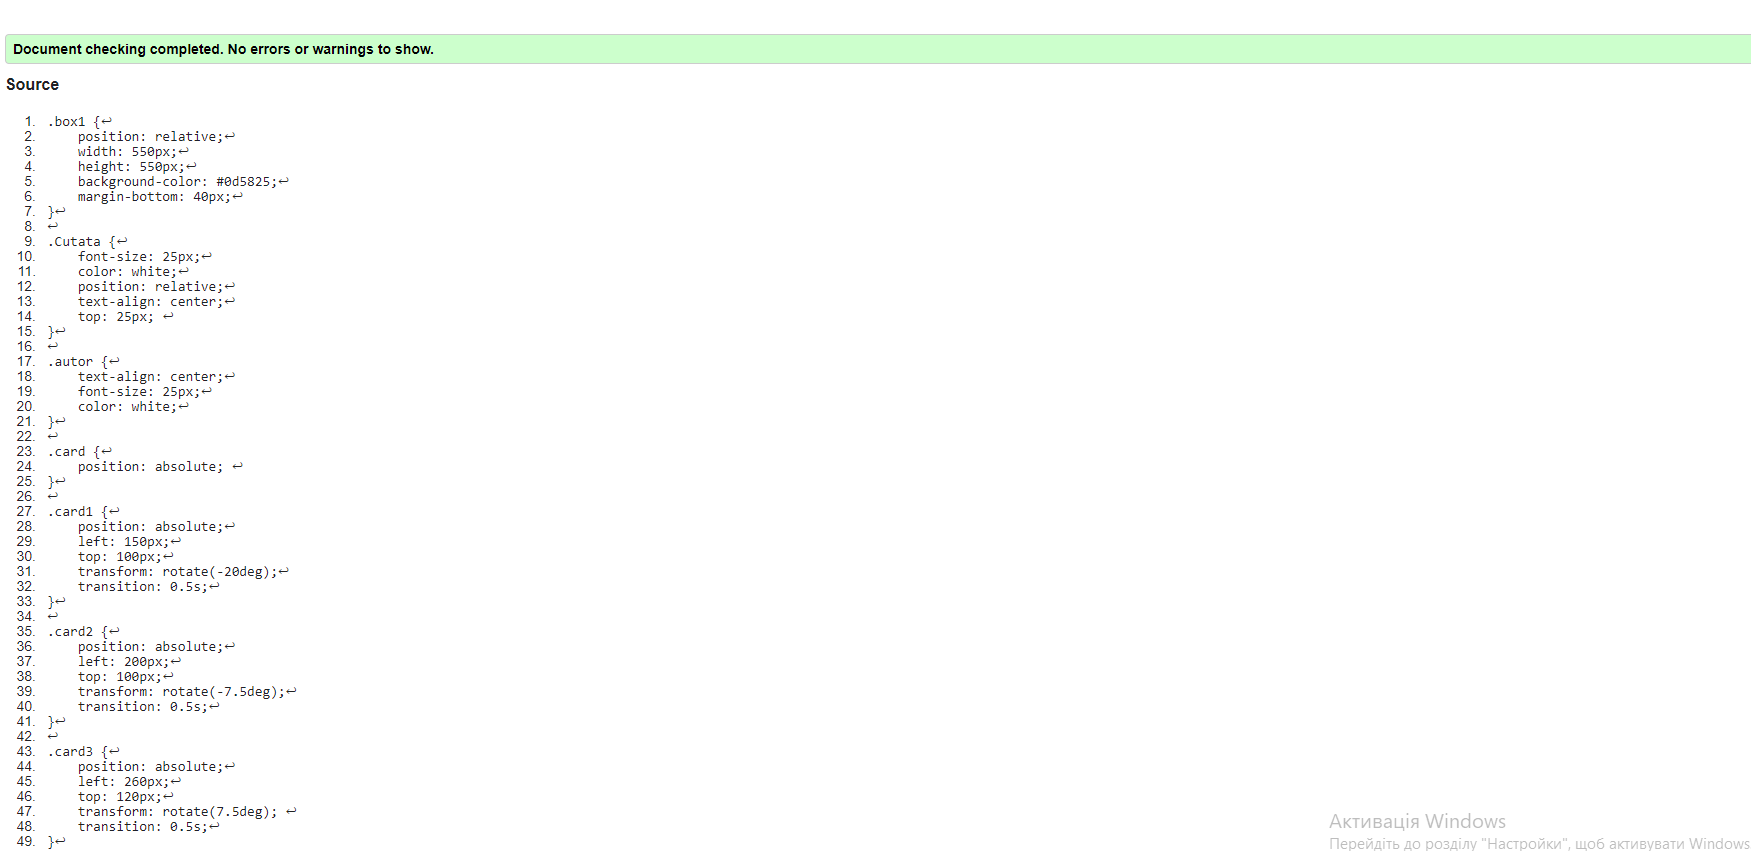 Document checking completed. No errors or warnings to show.
Source
1. .box1 {↩
2. position: relative;↩
3. width: 550px;↩
4. height: 550px;↩
5. background-color: #0d5825;↩
6. margin-bottom: 40px;↩
7. }↩
8. ↩
9. .Cutata {↩
10. font-size: 25px;↩
11. color: white;↩
12. position: relative;↩
13. text-align: center;↩
14. top: 25px; ↩
15. }↩
16. ↩
17. .autor {↩
18. text-align: center;↩
19. font-size: 25px;↩
20. color: white;↩
21. }↩
22. ↩
23. .card {↩
24. position: absolute; ↩
25. }↩
26. ↩
27. .card1 {↩
28. position: absolute;↩
29. left: 150px;↩
30. top: 100px;↩
31. transform: rotate(-20deg);↩
32. transition: 0.5s;↩
33. }↩
34. ↩
35. .card2 {↩
36. position: absolute;↩
37. left: 200px;↩
38. top: 100px;↩
39. transform: rotate(-7.5deg);↩
40. transition: 0.5s;↩
41. }↩
42. ↩
43. .card3 {↩
44. position: absolute;↩
45. left: 260px;↩
46. top: 120px;↩
47. transform: rotate(7.5deg); ↩
48. transition: 0.5s;↩
49. }↩
Активація Windows
Перейдіть до розділу "Настройки", щоб активувати Windows